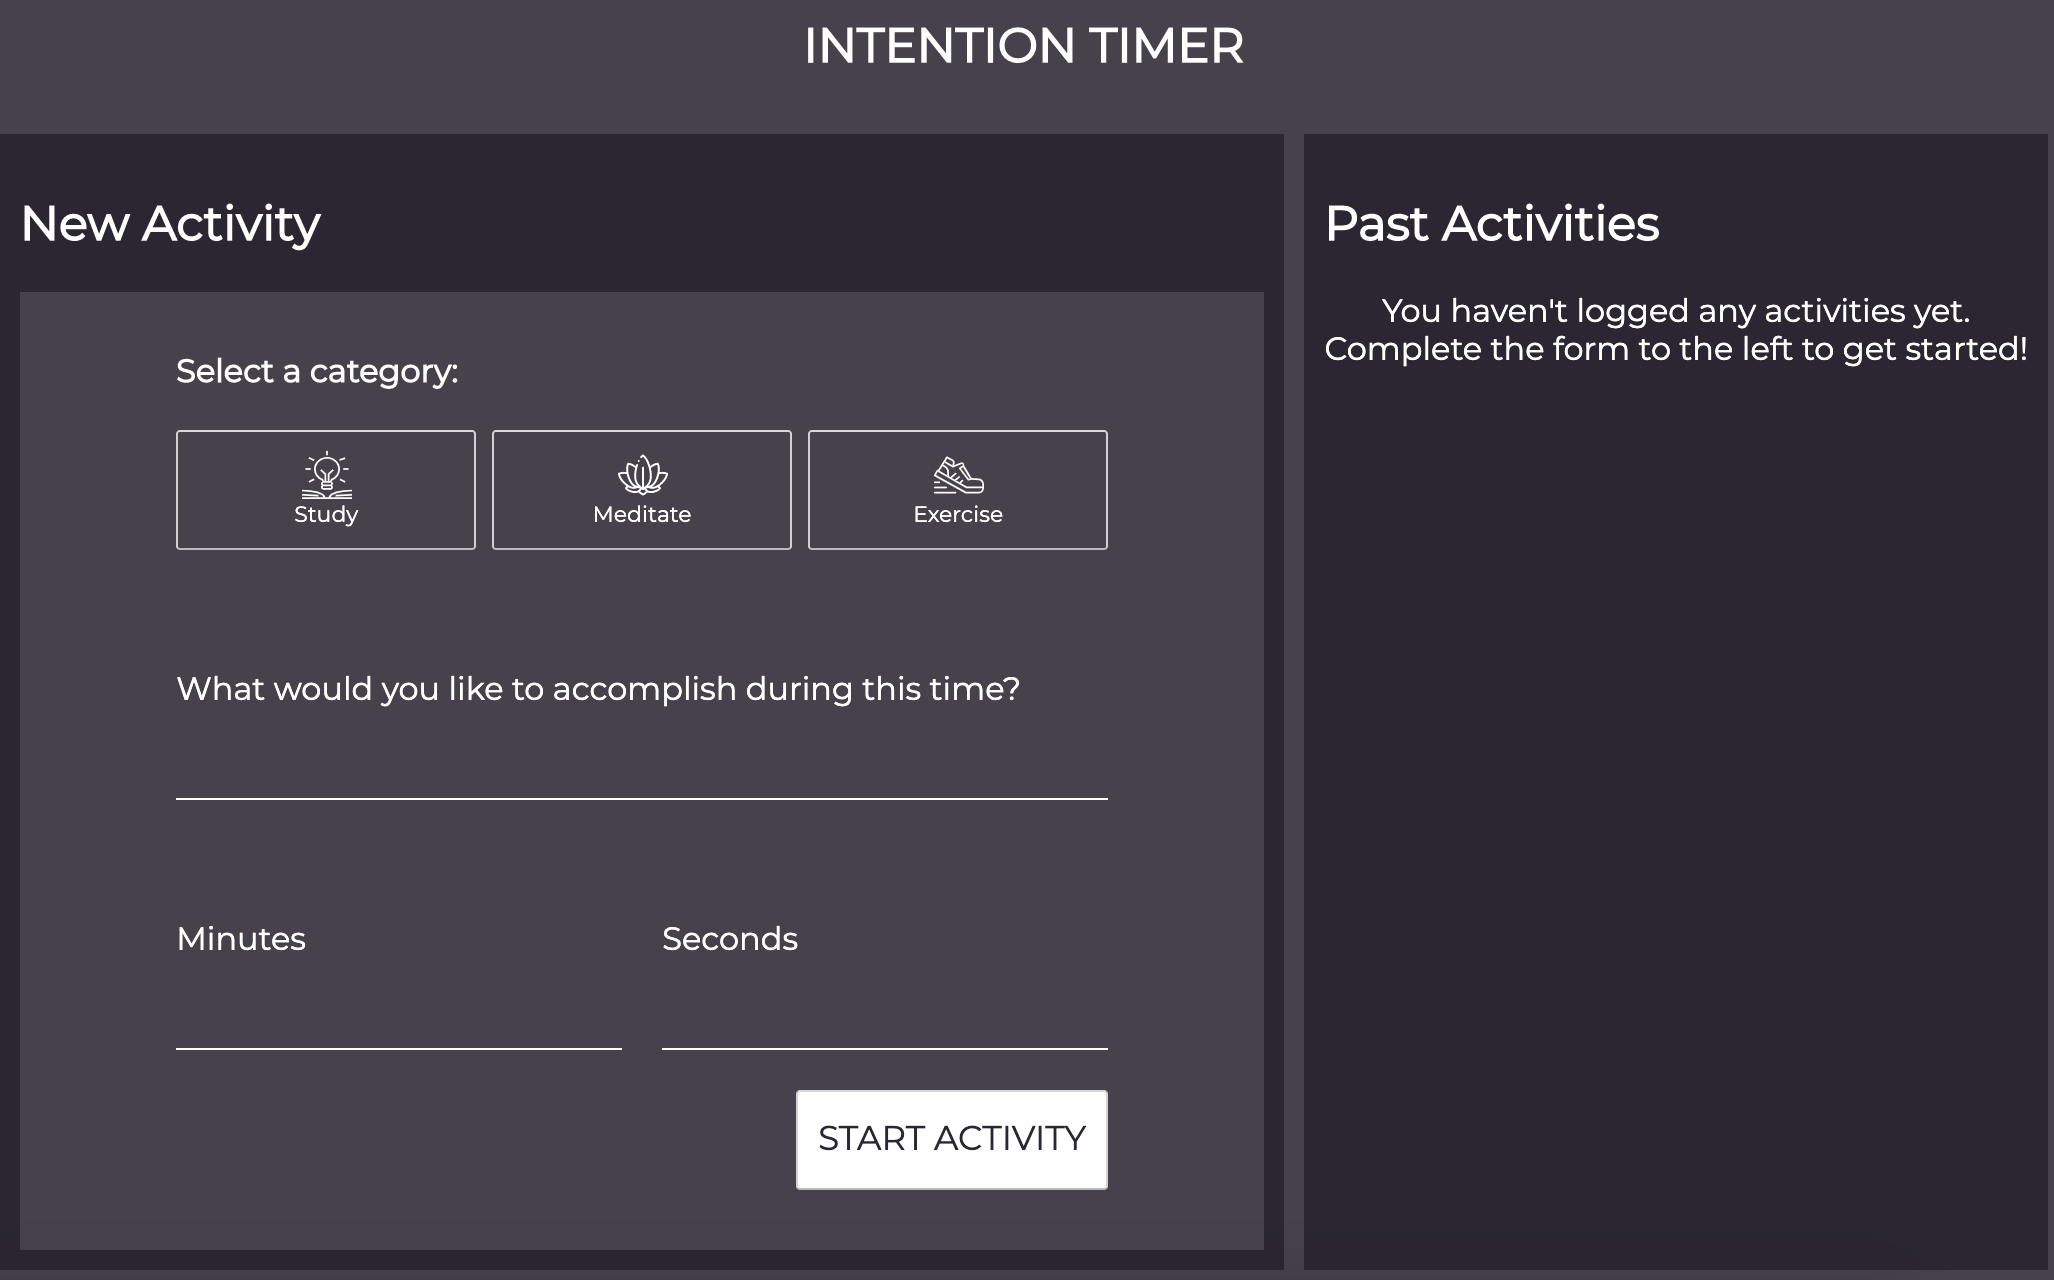 INTENTION TIMER
New Activity
Select a category:
Study
Meditate
Exercise
What would you like to accomplish during this time?
Minutes
Seconds
START ACTIVITY
Past Activities
You haven't logged any activities yet.
Complete the form to the left to get started!